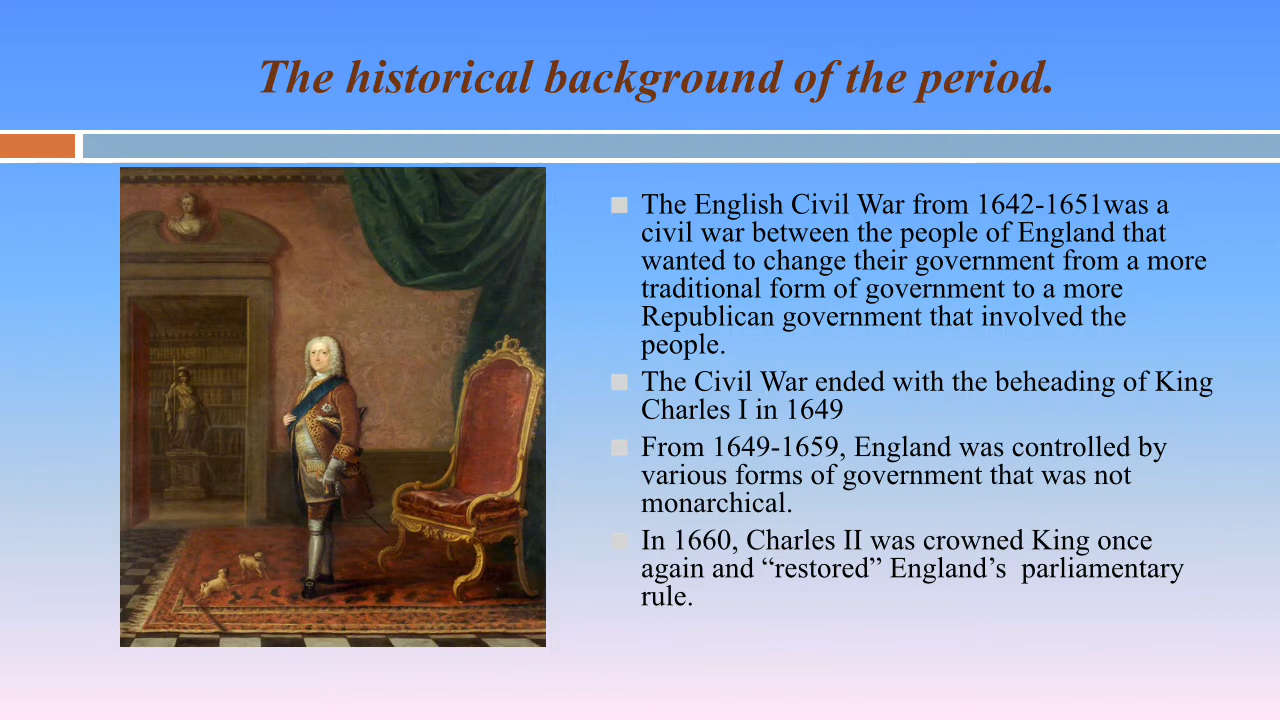 The historical background of the period.
The English Civil War from 1642-1651was a
civil war between the people of England that
wanted to change their government from a more
traditional form of government to a more
Republican government that involved the
people.
The Civil War ended with the beheading of King
Charles I in 1649
From 1649-1659, England was controlled by
various forms of government that was not
monarchical.
In 1660, Charles II was crowned King once
again and “restored” England’s  parliamentary
rule.